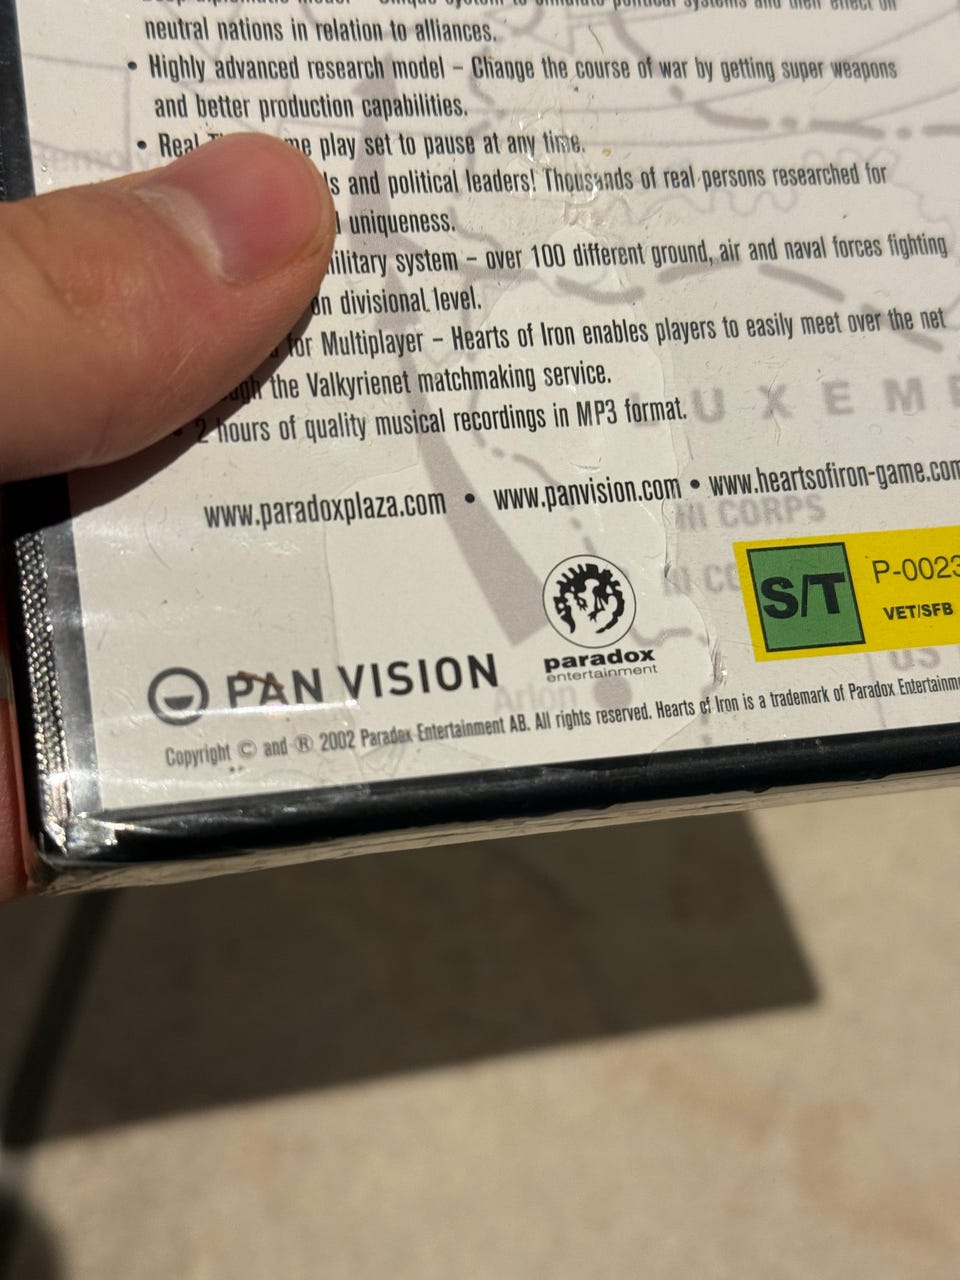 neutral nations in relation to alliances.
• Highly advanced research model – Change the course of war by getting super weapons
and better production capabilities.
• Real play set to pause at any time.
and political leaders! Thousands of real persons researched for
uniqueness.
system – over 100 different ground, air and naval forces fighting
on divisional level.
for Multiplayer – Hearts of Iron enables players to easily meet over the net
the Valkyrienet matchmaking service.
2 hours of quality musical recordings in MP3 format.
www.paradoxplaza.com • www.panvision.com • www.heartsofiron-game.com
CORPS
S/T
P-0023
VET/SFB
PAN VISION
paradox
entertainment
Arlon
US
Copyright © and ® 2002 Paradox Entertainment AB. All rights reserved. Hearts of Iron is a trademark of Paradox